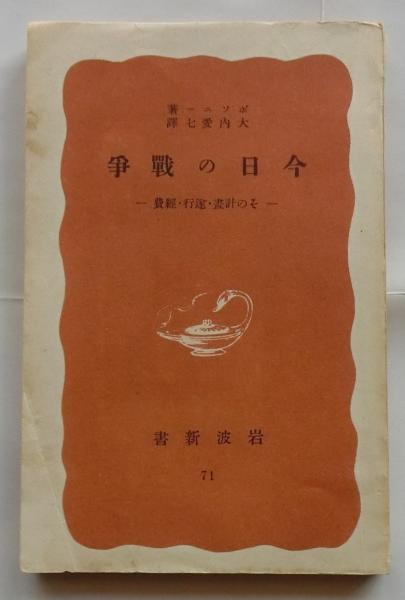 ポソニー著
大内愛七譯
今日の戰爭
—その計畫・遂行・經費—
岩波新書
71